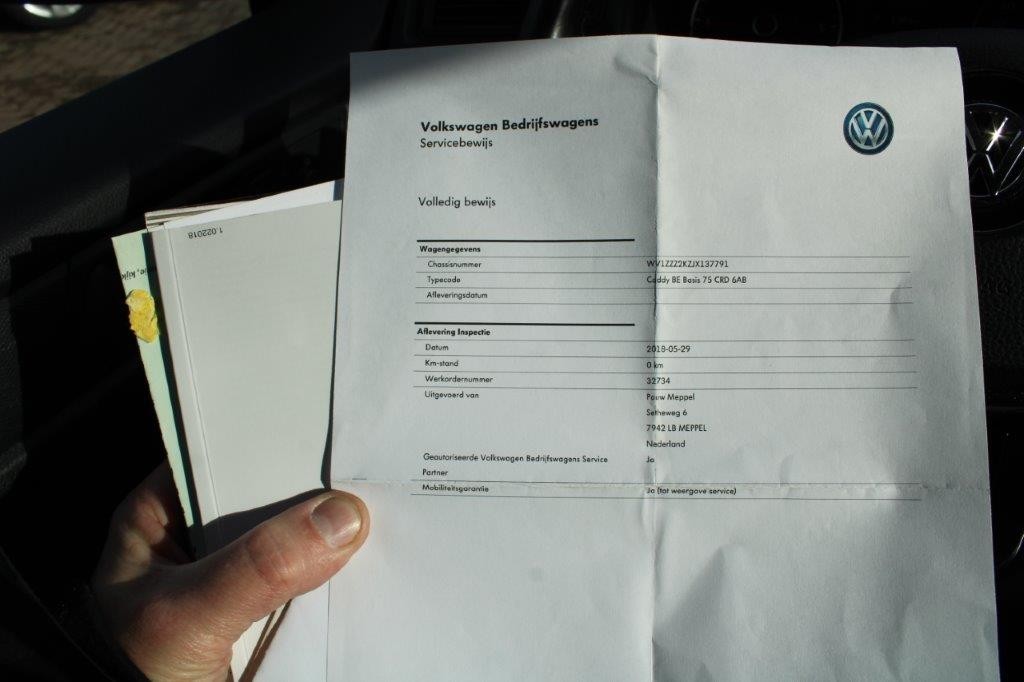 Volkswagen Bedrijfswagens
Servicebewijs
Volledig bewijs
Wagengegevens
Chassisnummer WV1ZZZ2KZJX137791
Typecode Caddy BE Basis 75 CRD 6AB
Afleveringsdatum
Aflevering Inspectie
Datum 2018-05-29
Km-stand 0 km
Werkordernummer 32734
Uitgevoerd van Pouw Meppel
Setheweg 6
7942 LB MEPPEL
Nederland
Geautoriseerde Volkswagen Bedrijfswagens Service Ja
Partner
Mobiliteitsgarantie Ja (tot weergave service)
1.022018
kijk